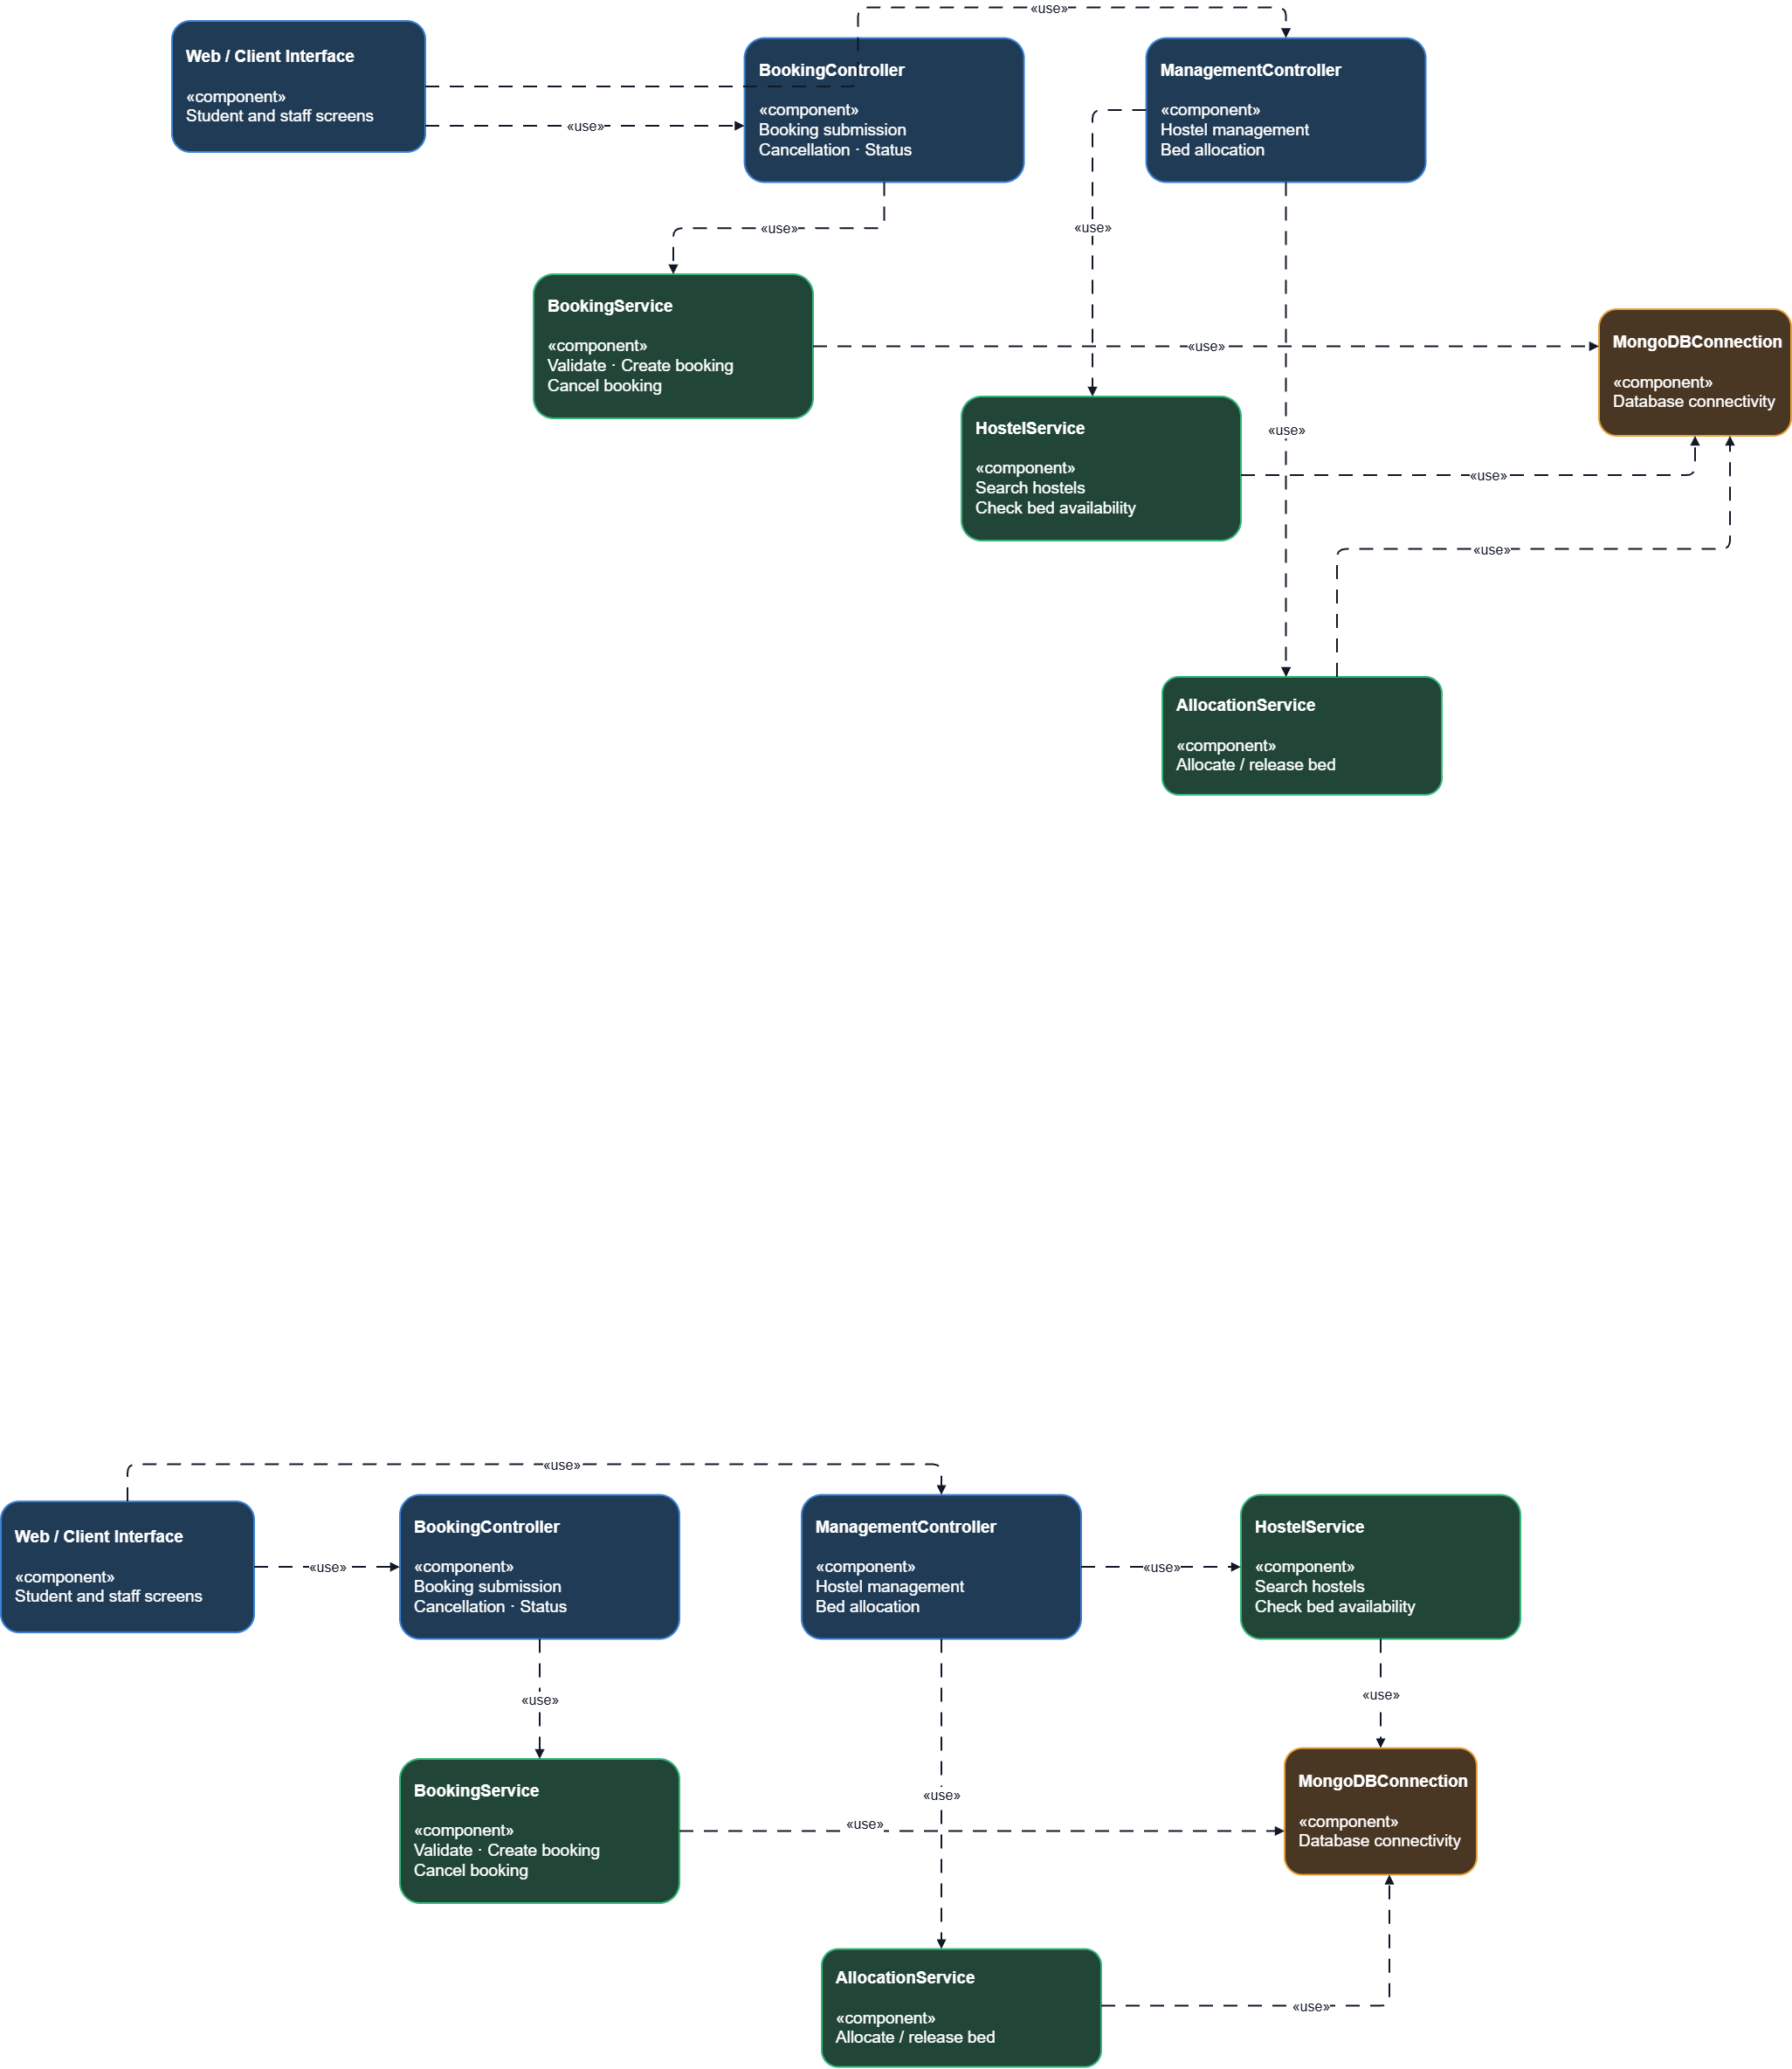 «use»
Web / Client Interface
«component»
Student and staff screens
BookingController
«component»
Booking submission
Cancellation · Status
ManagementController
«component»
Hostel management
Bed allocation
«use»
«use»
«use»
BookingService
«component»
Validate · Create booking
Cancel booking
«use»
MongoDBConnection
«component»
Database connectivity
HostelService
«component»
Search hostels
Check bed availability
«use»
«use»
«use»
AllocationService
«component»
Allocate / release bed
«use»
Web / Client Interface
«component»
Student and staff screens
«use»
BookingController
«component»
Booking submission
Cancellation · Status
ManagementController
«component»
Hostel management
Bed allocation
«use»
HostelService
«component»
Search hostels
Check bed availability
«use»
«use»
BookingService
«component»
Validate · Create booking
Cancel booking
«use»
«use»
MongoDBConnection
«component»
Database connectivity
AllocationService
«component»
Allocate / release bed
«use»